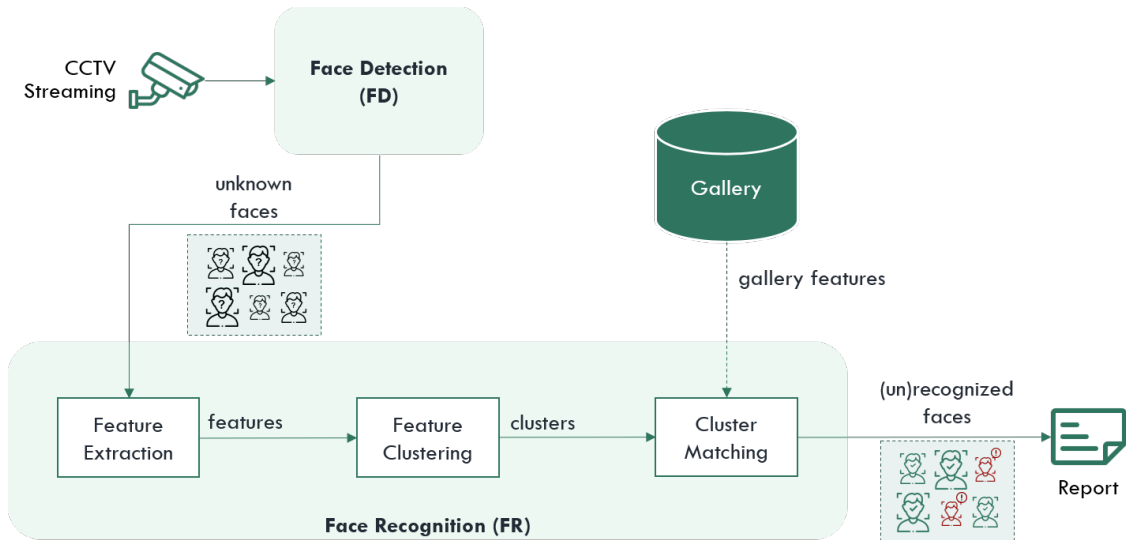 CCTV
Streaming
Face Detection
(FD)
unknown
faces
Gallery
gallery features
Feature
Extraction
features
Feature
Clustering
clusters
Cluster
Matching
(un)recognized
faces
Report
Face Recognition (FR)